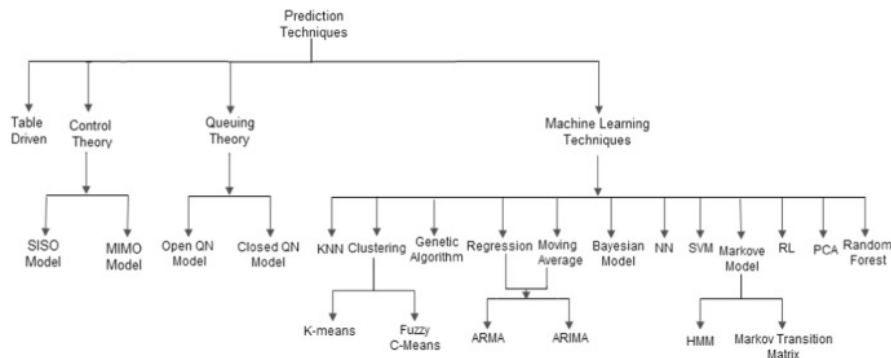 Prediction
Techniques
Table
Driven
Control
Theory
Queuing
Theory
Machine Learning
Techniques
SISO
Model
MIMO
Model
Open QN
Model
Closed QN
Model
KNN
Clustering
Genetic
Algorithm
Regression
Moving
Average
Bayesian
Model
NN
SVM
Markove
Model
RL
PCA
Random
Forest
K-means
Fuzzy
C-Means
ARMA
ARIMA
HMM
Markov Transition
Matrix